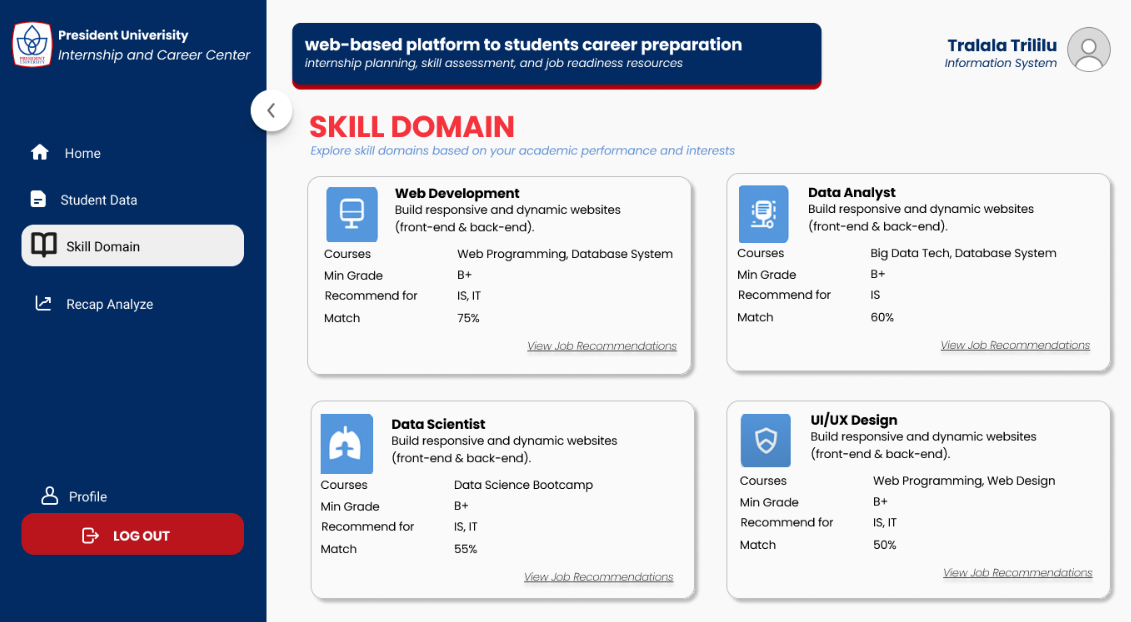 President Univerisity
Internship and Career Center
Home
Student Data
Skill Domain
Recap Analyze
Profile
LOG OUT
web-based platform to students career preparation
internship planning, skill assessment, and job readiness resources
Tralala Trililu
Information System
SKILL DOMAIN
Explore skill domains based on your academic performance and interests
Web Development
Build responsive and dynamic websites
(front-end & back-end).
Courses Web Programming, Database System
Min Grade B+
Recommend for IS, IT
Match 75%
View Job Recommendations
Data Analyst
Build responsive and dynamic websites
(front-end & back-end).
Courses Big Data Tech, Database System
Min Grade B+
Recommend for IS
Match 60%
View Job Recommendations
Data Scientist
Build responsive and dynamic websites
(front-end & back-end).
Courses Data Science Bootcamp
Min Grade B+
Recommend for IS, IT
Match 55%
View Job Recommendations
UI/UX Design
Build responsive and dynamic websites
(front-end & back-end).
Courses Web Programming, Web Design
Min Grade B+
Recommend for IS, IT
Match 50%
View Job Recommendations